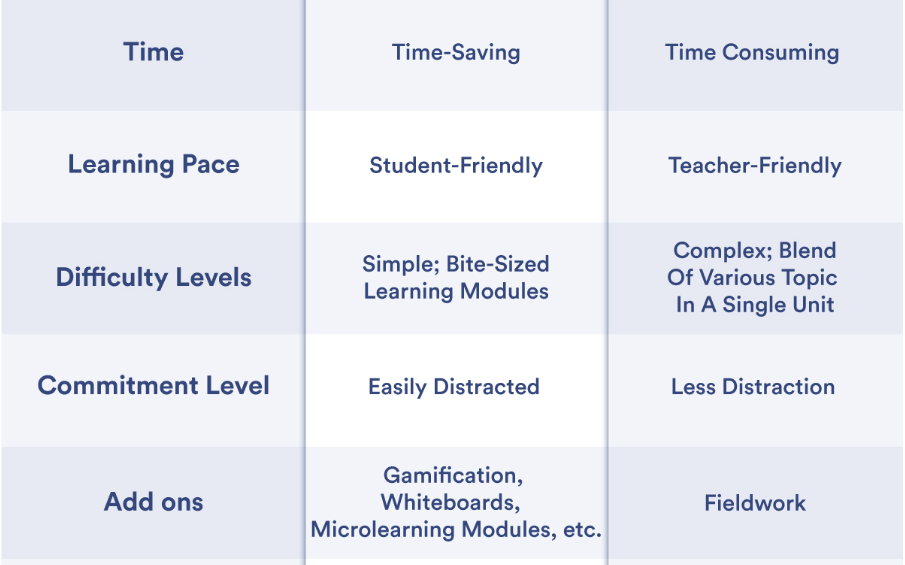 Time
Time-Saving
Time Consuming
Learning Pace
Student-Friendly
Teacher-Friendly
Difficulty Levels
Simple; Bite-Sized
Learning Modules
Complex; Blend
Of Various Topic
In A Single Unit
Commitment Level
Easily Distracted
Less Distraction
Add ons
Gamification,
Whiteboards,
Microlearning Modules, etc.
Fieldwork